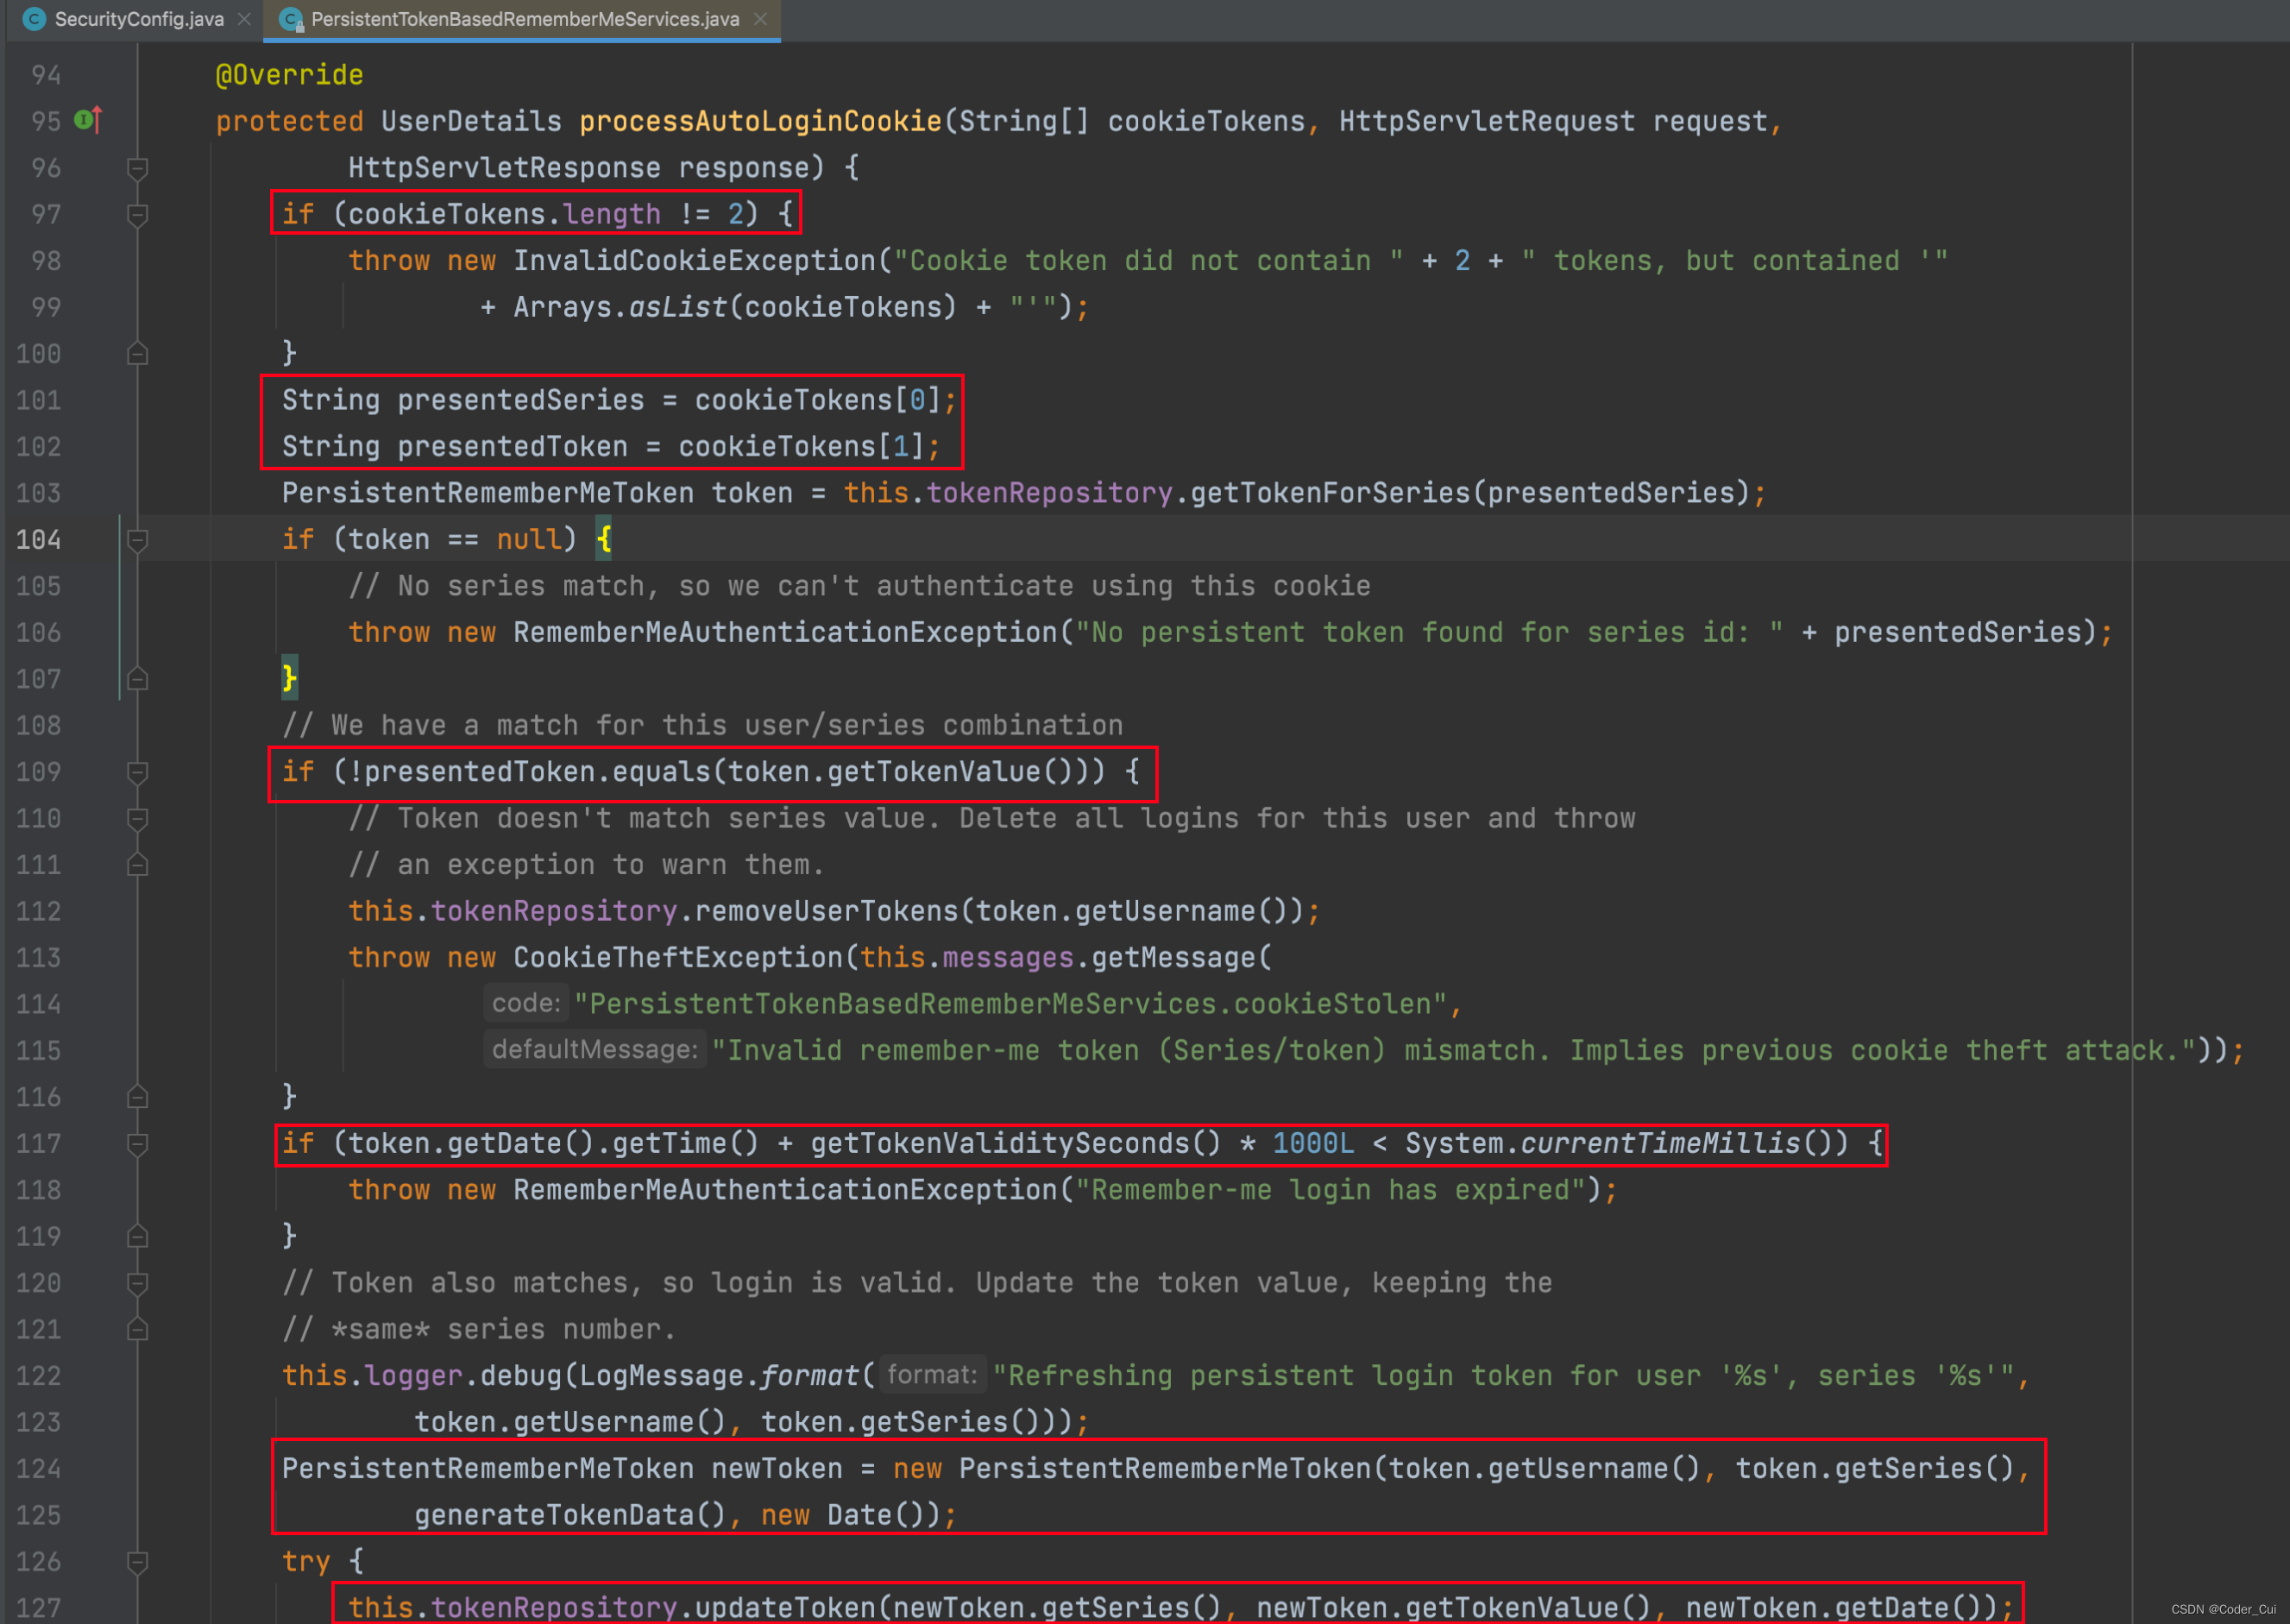 SecurityConfig.java PersistentTokenBasedRememberMeServices.java
94 @Override
95 protected UserDetails processAutoLoginCookie(String[] cookieTokens, HttpServletRequest request,
96 HttpServletResponse response) {
97 if (cookieTokens.length != 2) {
98 throw new InvalidCookieException("Cookie token did not contain " + 2 + " tokens, but contained '"
99 + Arrays.asList(cookieTokens) + "'");
100 }
101 String presentedSeries = cookieTokens[0];
102 String presentedToken = cookieTokens[1];
103 PersistentRememberMeToken token = this.tokenRepository.getTokenForSeries(presentedSeries);
104 if (token == null) {
105 // No series match, so we can't authenticate using this cookie
106 throw new RememberMeAuthenticationException("No persistent token found for series id: " + presentedSeries);
107 }
108 // We have a match for this user/series combination
109 if (!presentedToken.equals(token.getTokenValue())) {
110 // Token doesn't match series value. Delete all logins for this user and throw
111 // an exception to warn them.
112 this.tokenRepository.removeUserTokens(token.getUsername());
113 throw new CookieTheftException(this.messages.getMessage(
114 code: "PersistentTokenBasedRememberMeServices.cookieStolen",
115 defaultMessage: "Invalid remember-me token (Series/token) mismatch. Implies previous cookie theft attack."));
116 }
117 if (token.getDate().getTime() + getTokenValiditySeconds() * 1000L < System.currentTimeMillis()) {
118 throw new RememberMeAuthenticationException("Remember-me login has expired");
119 }
120 // Token also matches, so login is valid. Update the token value, keeping the
121 // *same* series number.
122 this.logger.debug(LogMessage.format( format: "Refreshing persistent login token for user '%s', series '%s'",
123 token.getUsername(), token.getSeries()));
124 PersistentRememberMeToken newToken = new PersistentRememberMeToken(token.getUsername(), token.getSeries(),
125 generateTokenData(), new Date());
126 try {
127 this.tokenRepository.updateToken(newToken.getSeries(), newToken.getTokenValue(), newToken.getDate());
CSDN @Coder_Cui